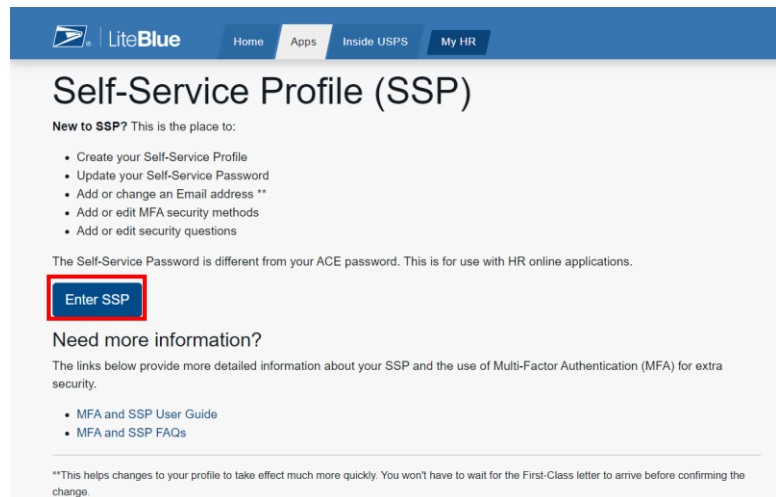 LiteBlue
Home Apps Inside USPS My HR
Self-Service Profile (SSP)
New to SSP? This is the place to:
• Create your Self-Service Profile
• Update your Self-Service Password
• Add or change an Email address **
• Add or edit MFA security methods
• Add or edit security questions
The Self-Service Password is different from your ACE password. This is for use with HR online applications.
Enter SSP
Need more information?
The links below provide more detailed information about your SSP and the use of Multi-Factor Authentication (MFA) for extra
security.
• MFA and SSP User Guide
• MFA and SSP FAQs
**This helps changes to your profile to take effect much more quickly. You won't have to wait for the First-Class letter to arrive before confirming the
change.